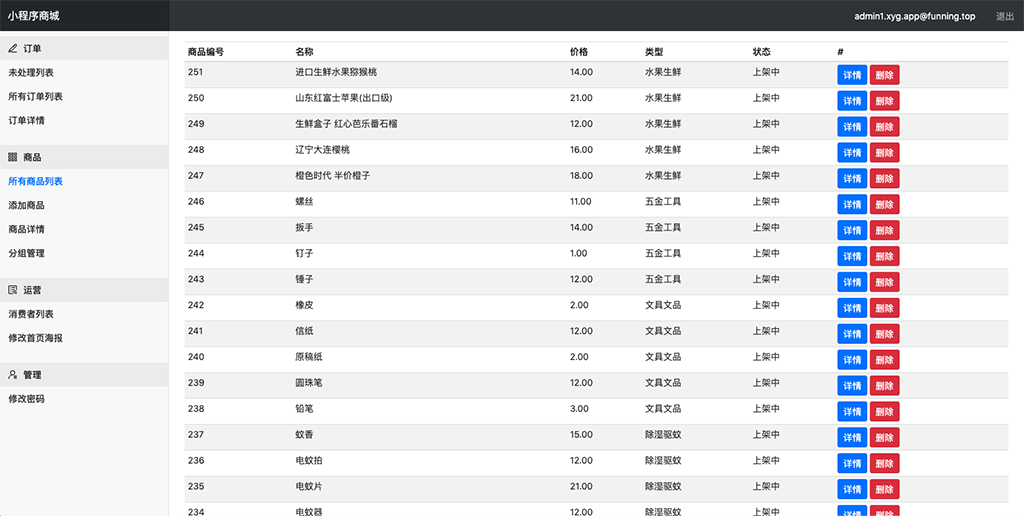 小程序商城 admin1.xyg.app@funning.top 退出
订单
未处理列表
所有订单列表
订单详情
商品
所有商品列表
添加商品
商品详情
分组管理
运营
消费者列表
修改首页海报
管理
修改密码
商品编号 名称 价格 类型 状态 #
251 进口生鲜水果猕猴桃 14.00 水果生鲜 上架中 详情 删除
250 山东红富士苹果(出口级) 21.00 水果生鲜 上架中 详情 删除
249 生鲜盒子 红心芭乐番石榴 12.00 水果生鲜 上架中 详情 删除
248 辽宁大连樱桃 16.00 水果生鲜 上架中 详情 删除
247 橙色时代 半价橙子 18.00 水果生鲜 上架中 详情 删除
246 螺丝 11.00 五金工具 上架中 详情 删除
245 扳手 14.00 五金工具 上架中 详情 删除
244 钉子 1.00 五金工具 上架中 详情 删除
243 锤子 12.00 五金工具 上架中 详情 删除
242 橡皮 2.00 文具文品 上架中 详情 删除
241 信纸 12.00 文具文品 上架中 详情 删除
240 原稿纸 2.00 文具文品 上架中 详情 删除
239 圆珠笔 12.00 文具文品 上架中 详情 删除
238 铅笔 3.00 文具文品 上架中 详情 删除
237 蚊香 15.00 除湿驱蚊 上架中 详情 删除
236 电蚊拍 12.00 除湿驱蚊 上架中 详情 删除
235 电蚊片 21.00 除湿驱蚊 上架中 详情 删除
234 电蚊器 12.00 除湿驱蚊 上架中 详情 删除